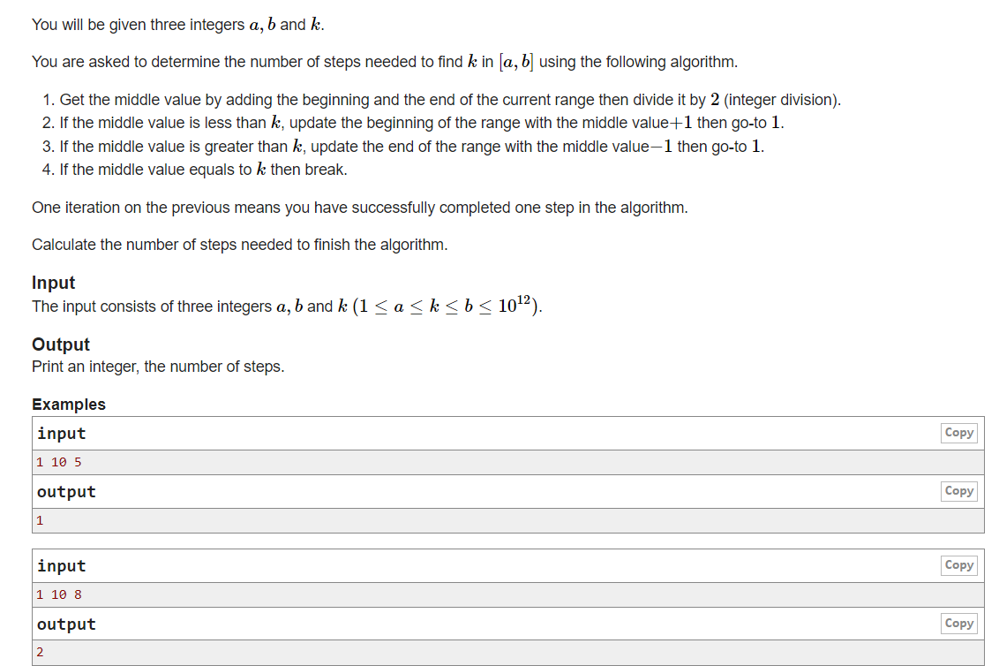 You will be given three integers a, b and k.
You are asked to determine the number of steps needed to find k in [a, b] using the following algorithm.
1. Get the middle value by adding the beginning and the end of the current range then divide it by 2 (integer division).
2. If the middle value is less than k, update the beginning of the range with the middle value+1 then go-to 1.
3. If the middle value is greater than k, update the end of the range with the middle value−1 then go-to 1.
4. If the middle value equals to k then break.
One iteration on the previous means you have successfully completed one step in the algorithm.
Calculate the number of steps needed to finish the algorithm.
Input
The input consists of three integers a, b and k (1 ≤ a ≤ k ≤ b ≤ 10¹²).
Output
Print an integer, the number of steps.
Examples
input Copy
1 10 5
output Copy
1
input Copy
1 10 8
output Copy
2